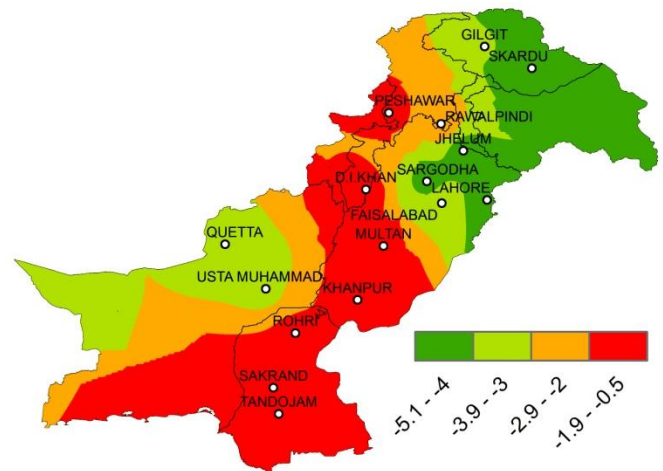 GILGIT
SKARDU
PESHAWAR
RAWALPINDI
JHELUM
SARGODHA
D.I.KHAN
LAHORE
FAISALABAD
QUETTA
MULTAN
USTA MUHAMMAD
KHANPUR
ROHRI
SAKRAND
TANDOJAM
-5.1 - -4
-3.9 - -3
-2.9 - -2
-1.9 - -0.5